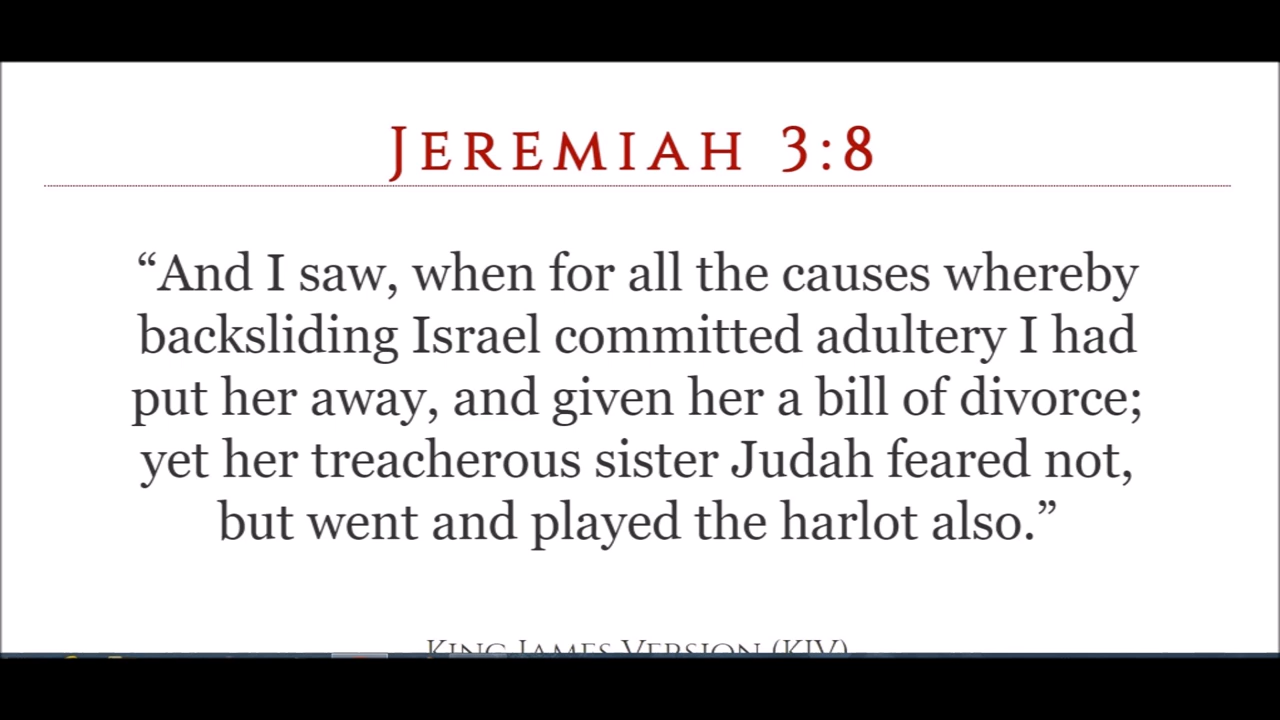 Jeremiah 3:8
“And I saw, when for all the causes whereby
backsliding Israel committed adultery I had
put her away, and given her a bill of divorce;
yet her treacherous sister Judah feared not,
but went and played the harlot also.”
King James Version (KJV)